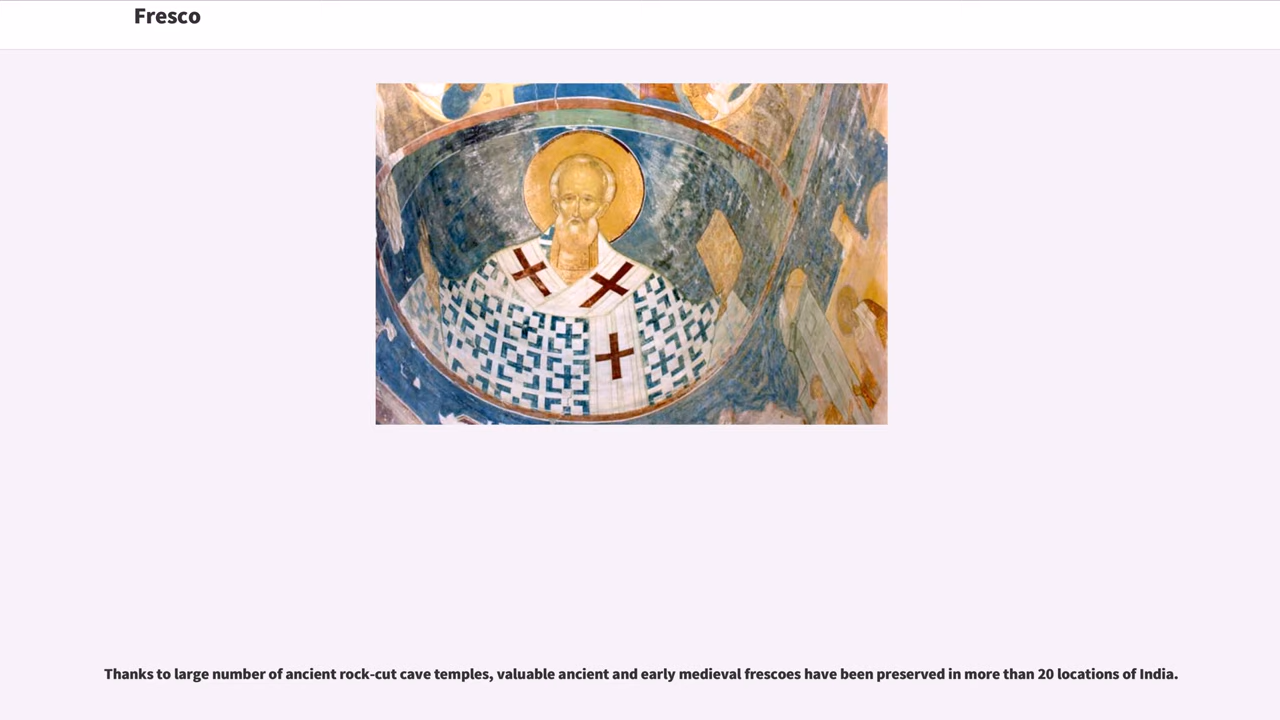 Fresco
Thanks to large number of ancient rock-cut cave temples, valuable ancient and early medieval frescoes have been preserved in more than 20 locations of India.